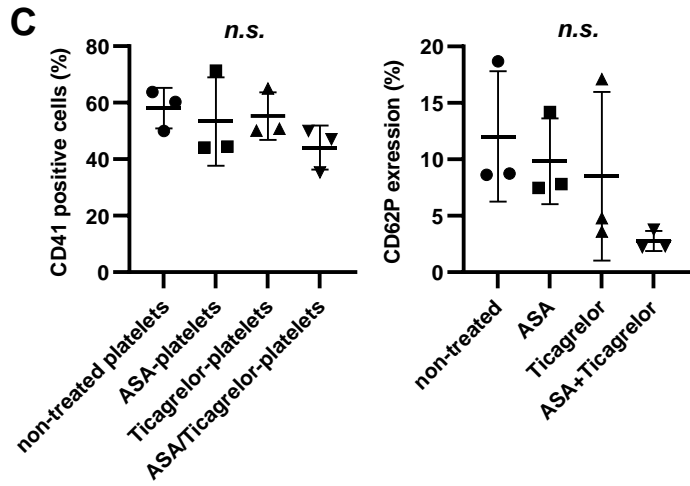 C
n.s.
CD41 positive cells (%)
80
60
40
20
0
non-treated platelets
ASA-platelets
Ticagrelor-platelets
ASA/Ticagrelor-platelets
n.s.
CD62P exression (%)
20
15
10
5
0
non-treated
ASA
Ticagrelor
ASA+Ticagrelor